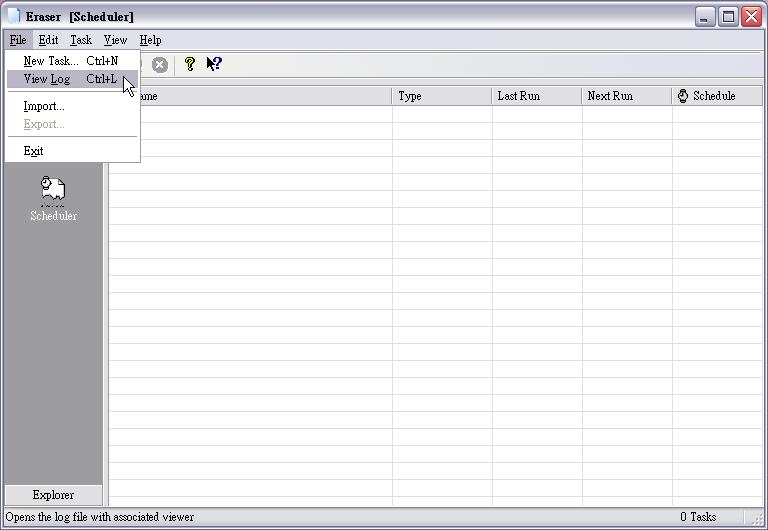 Eraser [Scheduler]
File Edit Task View Help
New Task... Ctrl+N
View Log Ctrl+L
Import...
Export...
Exit
ame Type Last Run Next Run Schedule
Scheduler
Explorer
Opens the log file with associated viewer 0 Tasks